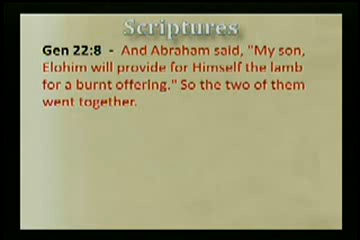 Scriptures
Gen 22:8 - And Abraham said, "My son,
Elohim will provide for Himself the lamb
for a burnt offering." So the two of them
went together.